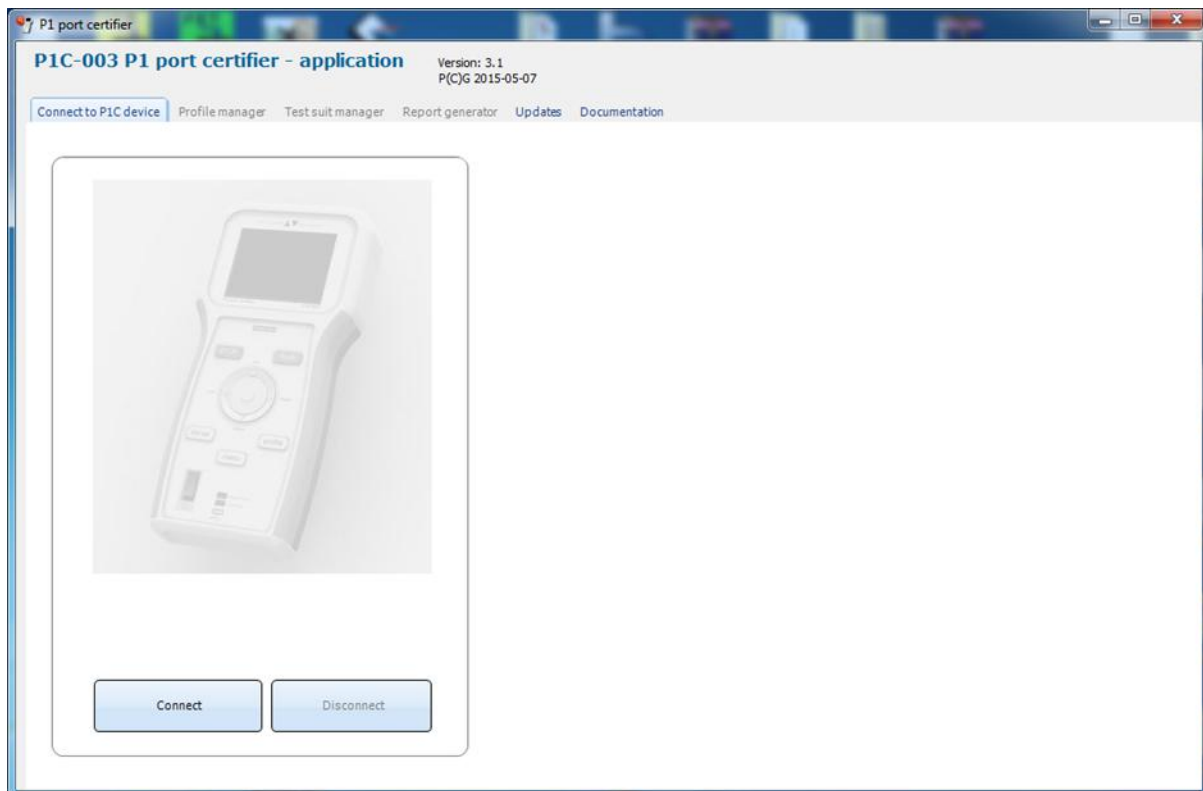 P1 port certifier
P1C-003 P1 port certifier - application
Version: 3.1
P(C)G 2015-05-07
Connect to P1C device Profile manager Test suit manager Report generator Updates Documentation
Connect Disconnect